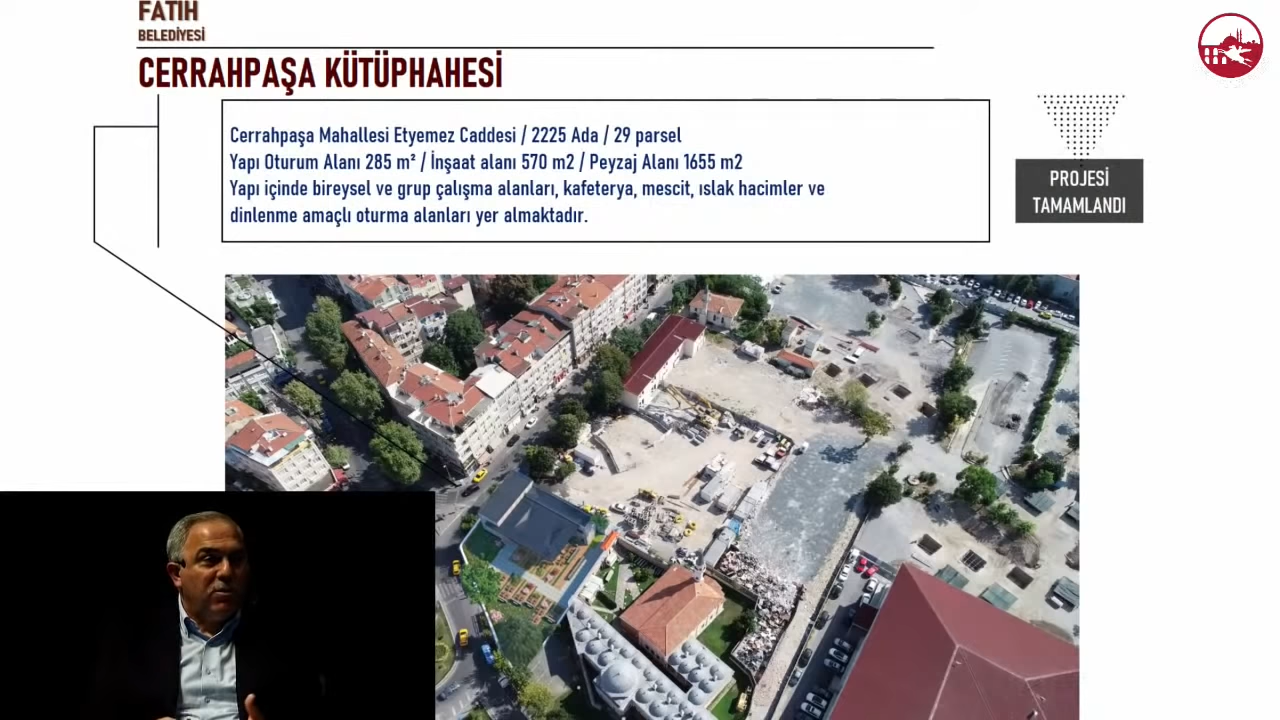 FATIH
BELEDİYESİ
CERRAHPAŞA KÜTÜPHAHESİ
Cerrahpaşa Mahallesi Etyemez Caddesi / 2225 Ada / 29 parsel
Yapı Oturum Alanı 285 m² / İnşaat alanı 570 m2 / Peyzaj Alanı 1655 m2
Yapı içinde bireysel ve grup çalışma alanları, kafeterya, mescit, ıslak hacimler ve
dinlenme amaçlı oturma alanları yer almaktadır.
PROJESİ
TAMAMLANDI